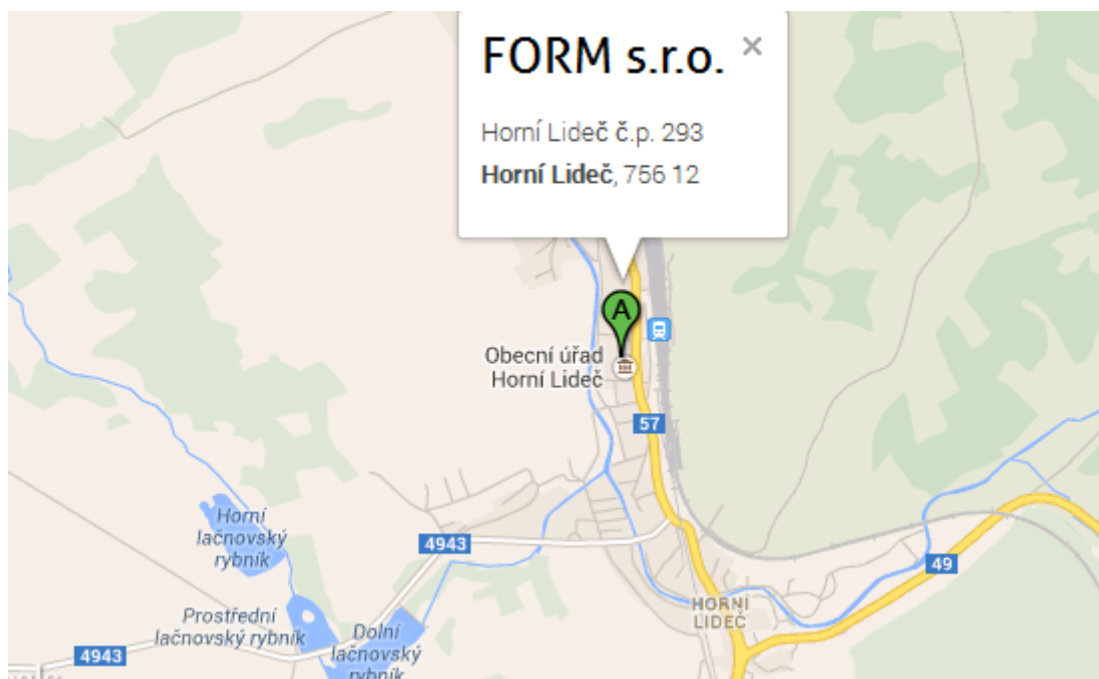 FORM s.r.o.
Horní Lideč č.p. 293
Horní Lideč, 756 12
A
Obecní úřad
Horní Lideč
57
Horní
lačnovský
rybník
4943
49
HORNÍ
LIDEČ
Prostřední
lačnovský rybník
Dolní
lačnovský
rybník
4943